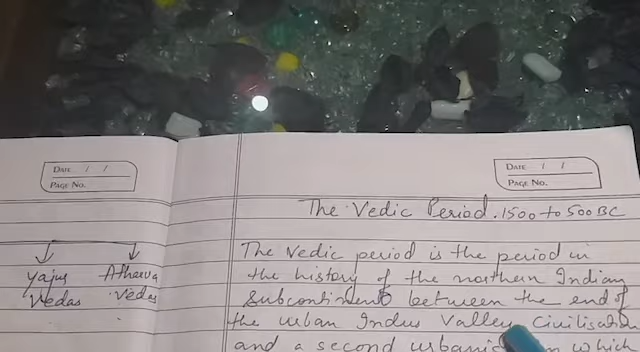 DATE / /
PAGE NO.
Yajus Atharva
Vedas Vedas
DATE / /
PAGE NO.
The Vedic Period. 1500 to 500 BC
The Vedic period is the period in
the history of the northern Indian
Subcontinent between the end of
the urban Indus Valley Civilisation
and a second which